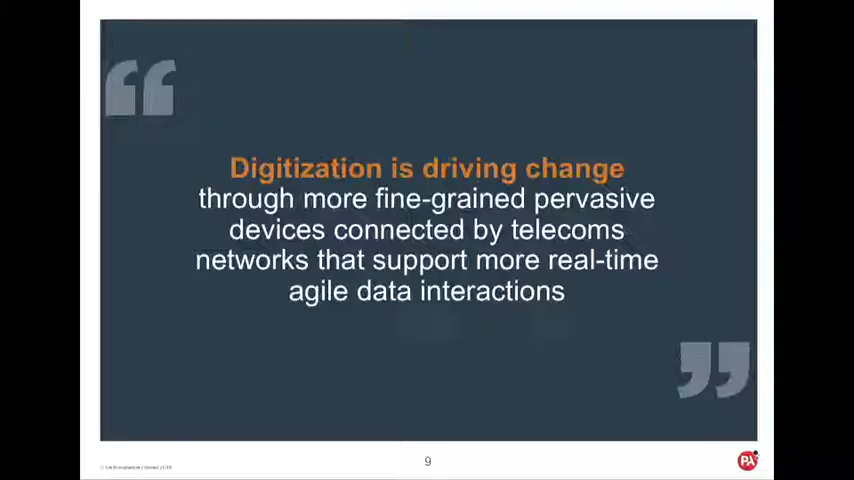 Digitization is driving change
through more fine-grained pervasive
devices connected by telecoms
networks that support more real-time
agile data interactions
9
PA